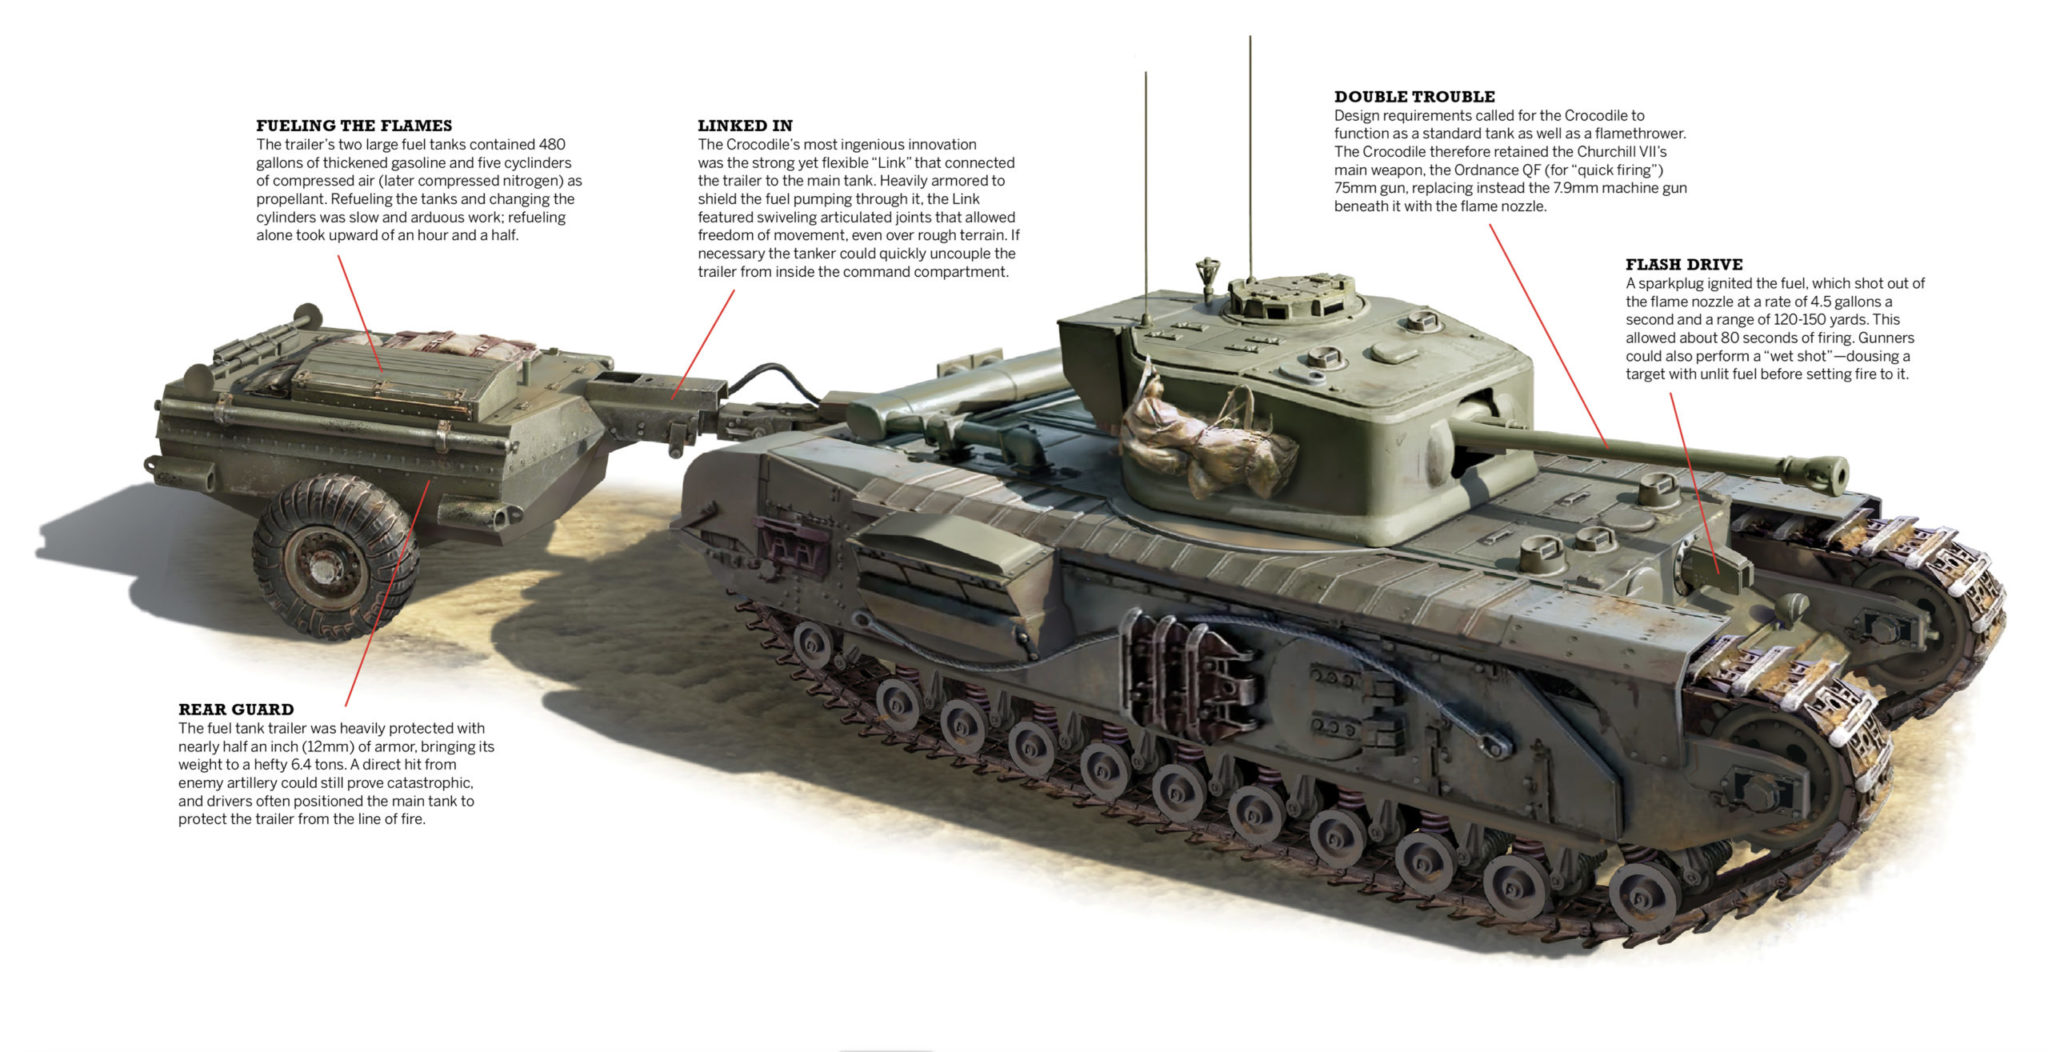 FUELING THE FLAMES
The trailer's two large fuel tanks contained 480
gallons of thickened gasoline and five cyclinders
of compressed air (later compressed nitrogen) as
propellant. Refueling the tanks and changing the
cylinders was slow and arduous work; refueling
alone took upward of an hour and a half.
LINKED IN
The Crocodile's most ingenious innovation
was the strong yet flexible “Link” that connected
the trailer to the main tank. Heavily armored to
shield the fuel pumping through it, the Link
featured swiveling articulated joints that allowed
freedom of movement, even over rough terrain. If
necessary the tanker could quickly uncouple the
trailer from inside the command compartment.
DOUBLE TROUBLE
Design requirements called for the Crocodile to
function as a standard tank as well as a flamethrower.
The Crocodile therefore retained the Churchill VII's
main weapon, the Ordnance QF (for “quick firing”)
75mm gun, replacing instead the 7.9mm machine gun
beneath it with the flame nozzle.
FLASH DRIVE
A sparkplug ignited the fuel, which shot out of
the flame nozzle at a rate of 4.5 gallons a
second and a range of 120-150 yards. This
allowed about 80 seconds of firing. Gunners
could also perform a “wet shot”—dousing a
target with unlit fuel before setting fire to it.
REAR GUARD
The fuel tank trailer was heavily protected with
nearly half an inch (12mm) of armor, bringing its
weight to a hefty 6.4 tons. A direct hit from
enemy artillery could still prove catastrophic,
and drivers often positioned the main tank to
protect the trailer from the line of fire.